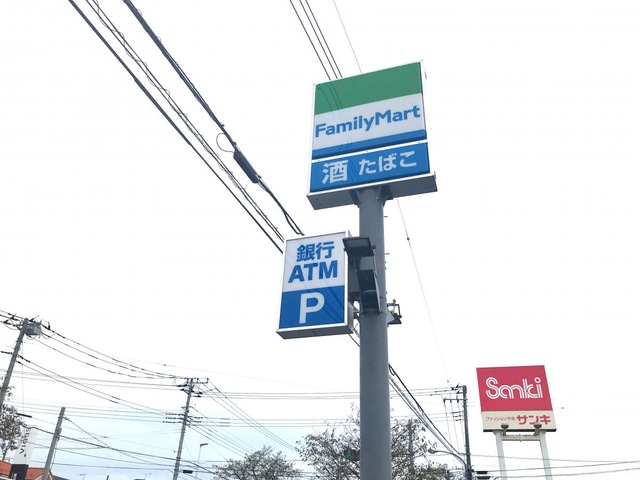 FamilyMart
酒 たばこ
銀行
ATM
P
Sanki
ファッション市場 サンキ